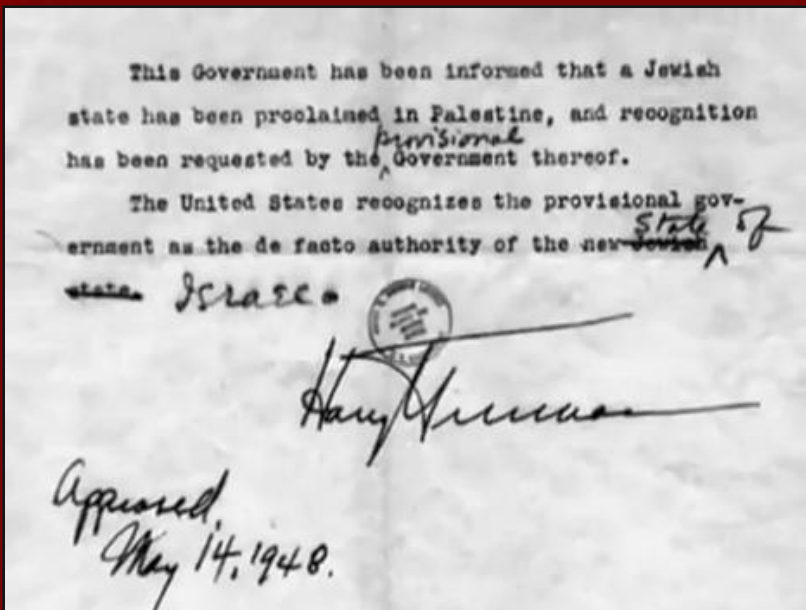 This Government has been informed that a Jewish
state has been proclaimed in Palestine, and recognition
has been requested by the provisional Government thereof.
The United States recognizes the provisional gov-
ernment as the de facto authority of the new Jewish State of
state. Israel.
Harry Truman
Approved,
May 14, 1948.